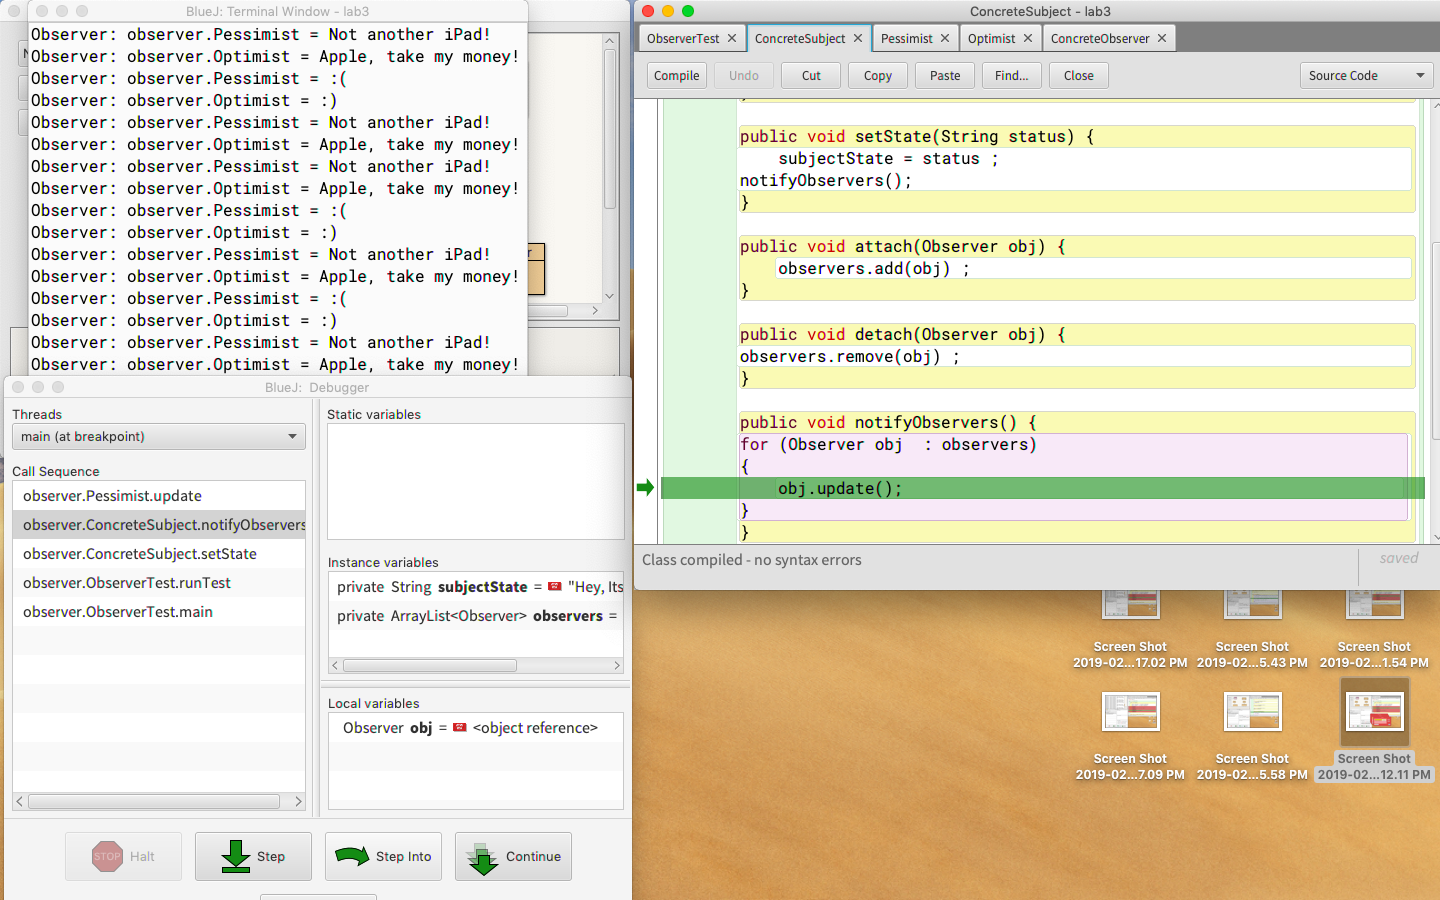 BlueJ: Terminal Window - lab3
Observer: observer.Pessimist = Not another iPad!
Observer: observer.Optimist = Apple, take my money!
Observer: observer.Pessimist = :(
Observer: observer.Optimist = :)
Observer: observer.Pessimist = Not another iPad!
Observer: observer.Optimist = Apple, take my money!
Observer: observer.Pessimist = Not another iPad!
Observer: observer.Optimist = Apple, take my money!
Observer: observer.Pessimist = :(
Observer: observer.Optimist = :)
Observer: observer.Pessimist = Not another iPad!
Observer: observer.Optimist = Apple, take my money!
Observer: observer.Pessimist = :(
Observer: observer.Optimist = :)
Observer: observer.Pessimist = Not another iPad!
Observer: observer.Optimist = Apple, take my money!
BlueJ: Debugger
Threads
main (at breakpoint)
Call Sequence
observer.Pessimist.update
observer.ConcreteSubject.notifyObservers
observer.ConcreteSubject.setState
observer.ObserverTest.runTest
observer.ObserverTest.main
Static variables
Instance variables
private String subjectState = "Hey, Its
private ArrayList<Observer> observers =
Local variables
Observer obj = <object reference>
STOP Halt
Step
Step Into
Continue
ConcreteSubject - lab3
ObserverTest ✕ ConcreteSubject ✕ Pessimist ✕ Optimist ✕ ConcreteObserver ✕
Compile Undo Cut Copy Paste Find... Close Source Code
public void setState(String status) {
subjectState = status ;
notifyObservers();
}
public void attach(Observer obj) {
observers.add(obj) ;
}
public void detach(Observer obj) {
observers.remove(obj) ;
}
public void notifyObservers() {
for (Observer obj  : observers)
{
obj.update();
}
}
Class compiled - no syntax errors
saved
Screen Shot
2019-02...17.02 PM
Screen Shot
2019-02...5.43 PM
Screen Shot
2019-02...1.54 PM
Screen Shot
2019-02...7.09 PM
Screen Shot
2019-02...5.58 PM
Screen Shot
2019-02...12.11 PM